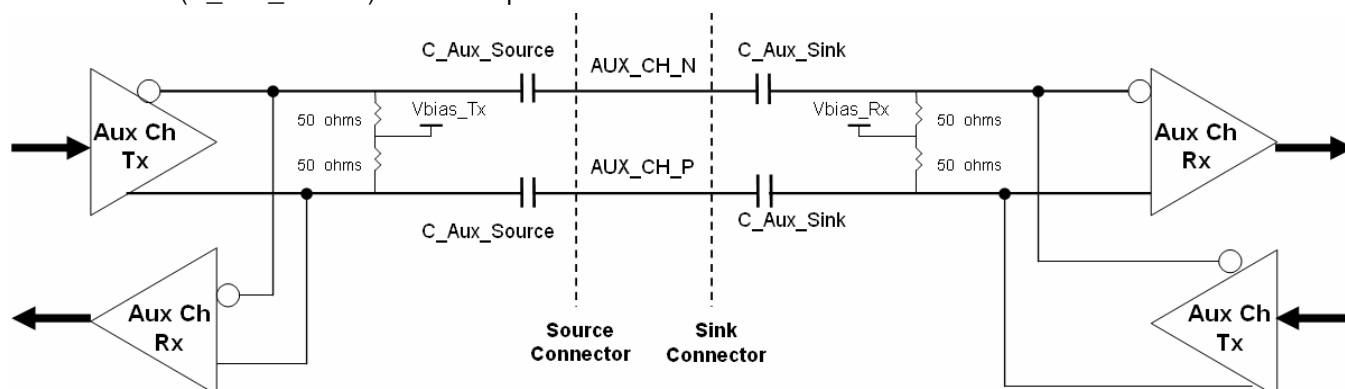 C_Aux_Source
C_Aux_Sink
AUX_CH_N
Vbias_Tx
Vbias_Rx
50 ohms
50 ohms
50 ohms
50 ohms
Aux Ch
Tx
Aux Ch
Rx
AUX_CH_P
C_Aux_Source
C_Aux_Sink
Aux Ch
Rx
Source
Connector
Sink
Connector
Aux Ch
Tx